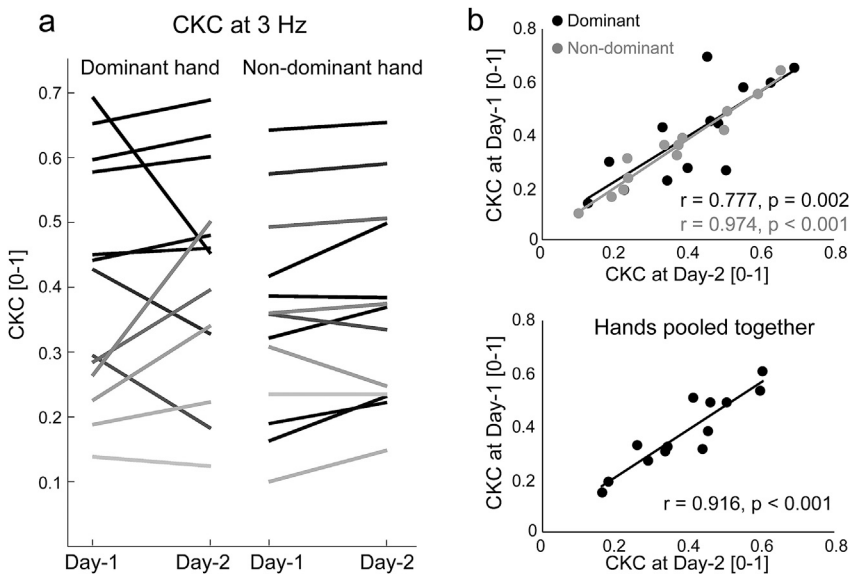 a
CKC at 3 Hz
Dominant hand
Non-dominant hand
0.7
0.6
0.5
0.4
0.3
0.2
0.1
CKC [0-1]
Day-1
Day-2
Day-1
Day-2
b
Dominant
Non-dominant
0.8
0.6
0.4
0.2
0
CKC at Day-1 [0-1]
r = 0.777, p = 0.002
r = 0.974, p < 0.001
0
0.2
0.4
0.6
0.8
CKC at Day-2 [0-1]
Hands pooled together
0.8
0.6
0.4
0.2
0
CKC at Day-1 [0-1]
r = 0.916, p < 0.001
0
0.2
0.4
0.6
0.8
CKC at Day-2 [0-1]